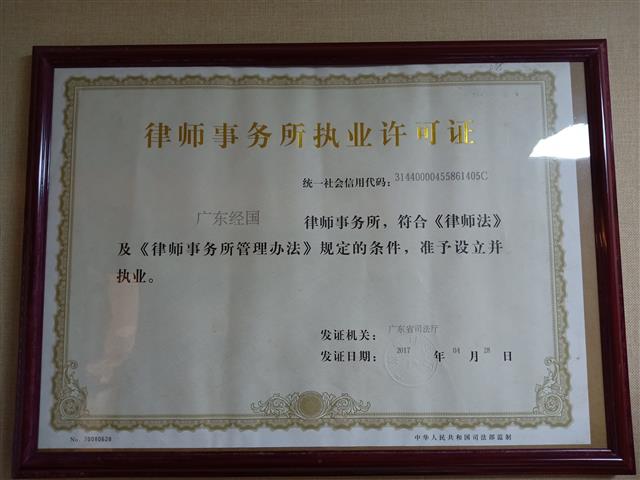 律师事务所执业许可证
统一社会信用代码：31440000455861405C
广东经国 律师事务所，符合《律师法》
及《律师事务所管理办法》规定的条件，准予设立并
执业。
发证机关：广东省司法厅
发证日期：2017 年 04 月 28 日
No. 70080628
中华人民共和国司法部监制